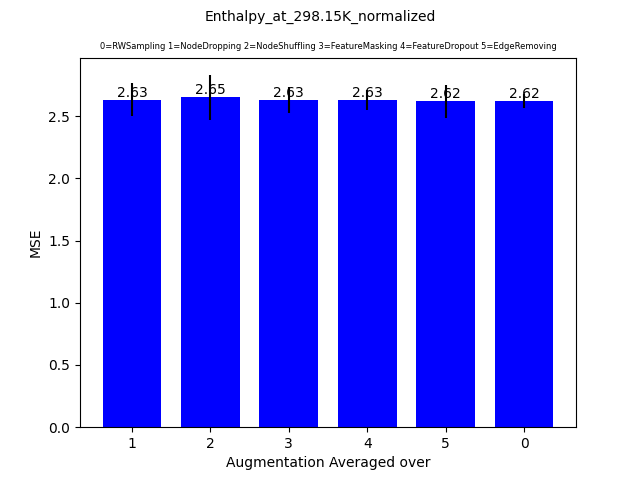 Enthalpy_at_298.15K_normalized
0=RWSampling 1=NodeDropping 2=NodeShuffling 3=FeatureMasking 4=FeatureDropout 5=EdgeRemoving
2.63 2.65 2.63 2.63 2.62 2.62
2.5
2.0
1.5
1.0
0.5
0.0
MSE
1 2 3 4 5 0
Augmentation Averaged over